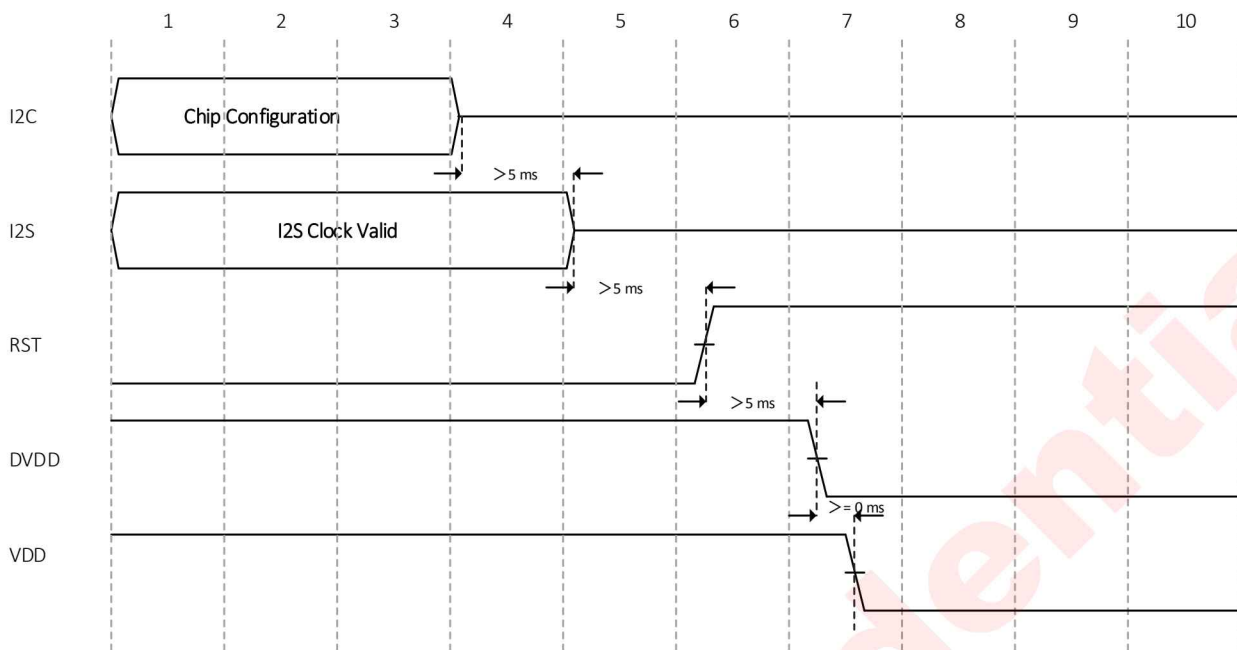 1 2 3 4 5 6 7 8 9 10
I2C
Chip Configuration
>5 ms
I2S
I2S Clock Valid
>5 ms
RST
>5 ms
DVDD
>= 0 ms
VDD
dentia